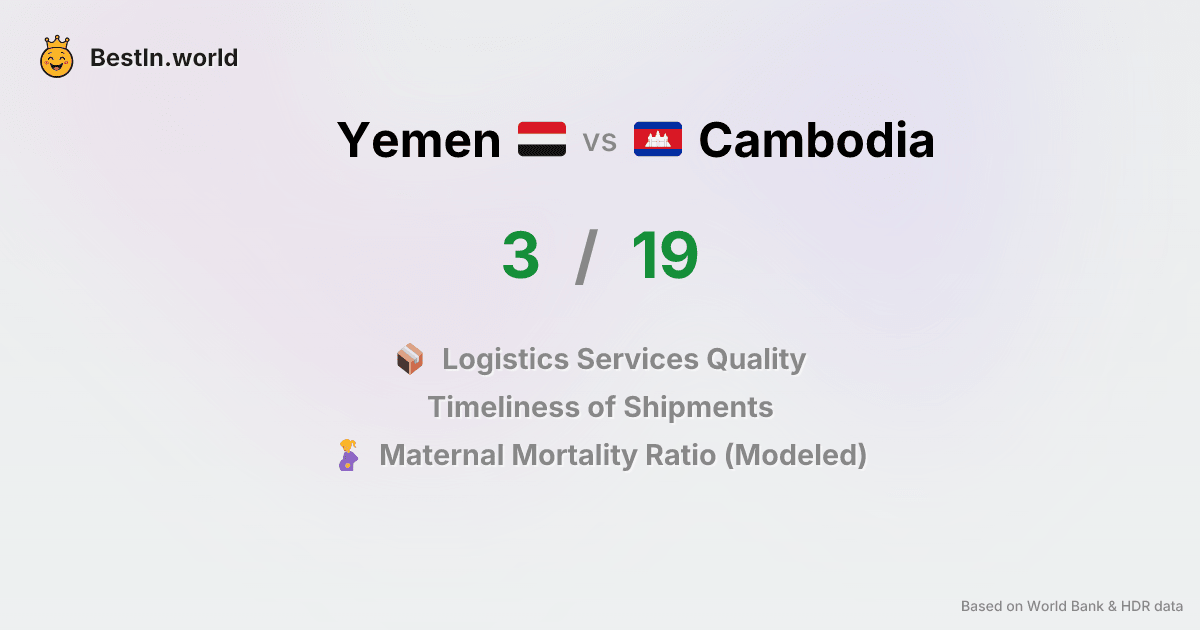 BestIn.world
Yemen vs Cambodia
3 / 19
Logistics Services Quality
Timeliness of Shipments
Maternal Mortality Ratio (Modeled)
Based on World Bank & HDR data